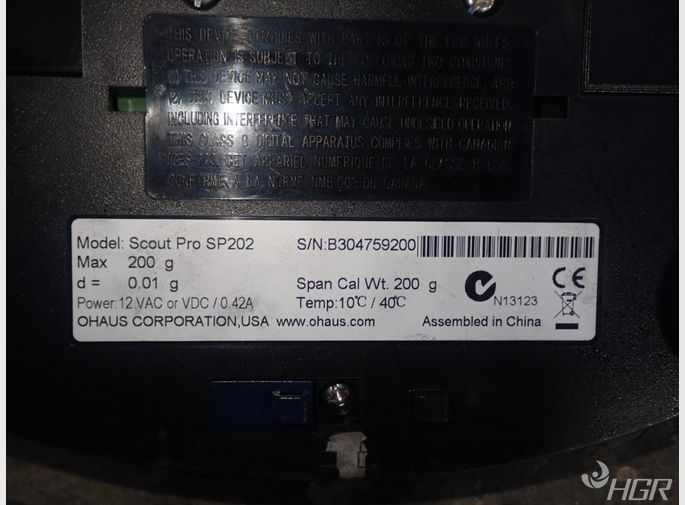 THIS DEVICE COMPLIES WITH PART 15 OF THE FCC RULES
OPERATION IS SUBJECT TO THE FOLLOWING TWO CONDITIONS
(1) THIS DEVICE MAY NOT CAUSE HARMFUL INTERFERENCE, AND
(2) THIS DEVICE MUST ACCEPT ANY INTERFERENCE RECEIVED,
INCLUDING INTERFERENCE THAT MAY CAUSE UNDESIRED OPERATION
THIS CLASS B DIGITAL APPARATUS COMPLIES WITH CANADIAN
ICES-003. CET APPARIEL NUMERIQUE DE LA CLASSE B EST
CONFIRME A LA NORME NMB 003 DU CANADA
Model: Scout Pro SP202 S/N:B304759200
Max 200 g
d = 0.01 g Span Cal Wt. 200 g
Power:12 VAC or VDC / 0.42A Temp:10℃ / 40℃ N13123
OHAUS CORPORATION,USA www.ohaus.com Assembled in China
CE
HGR